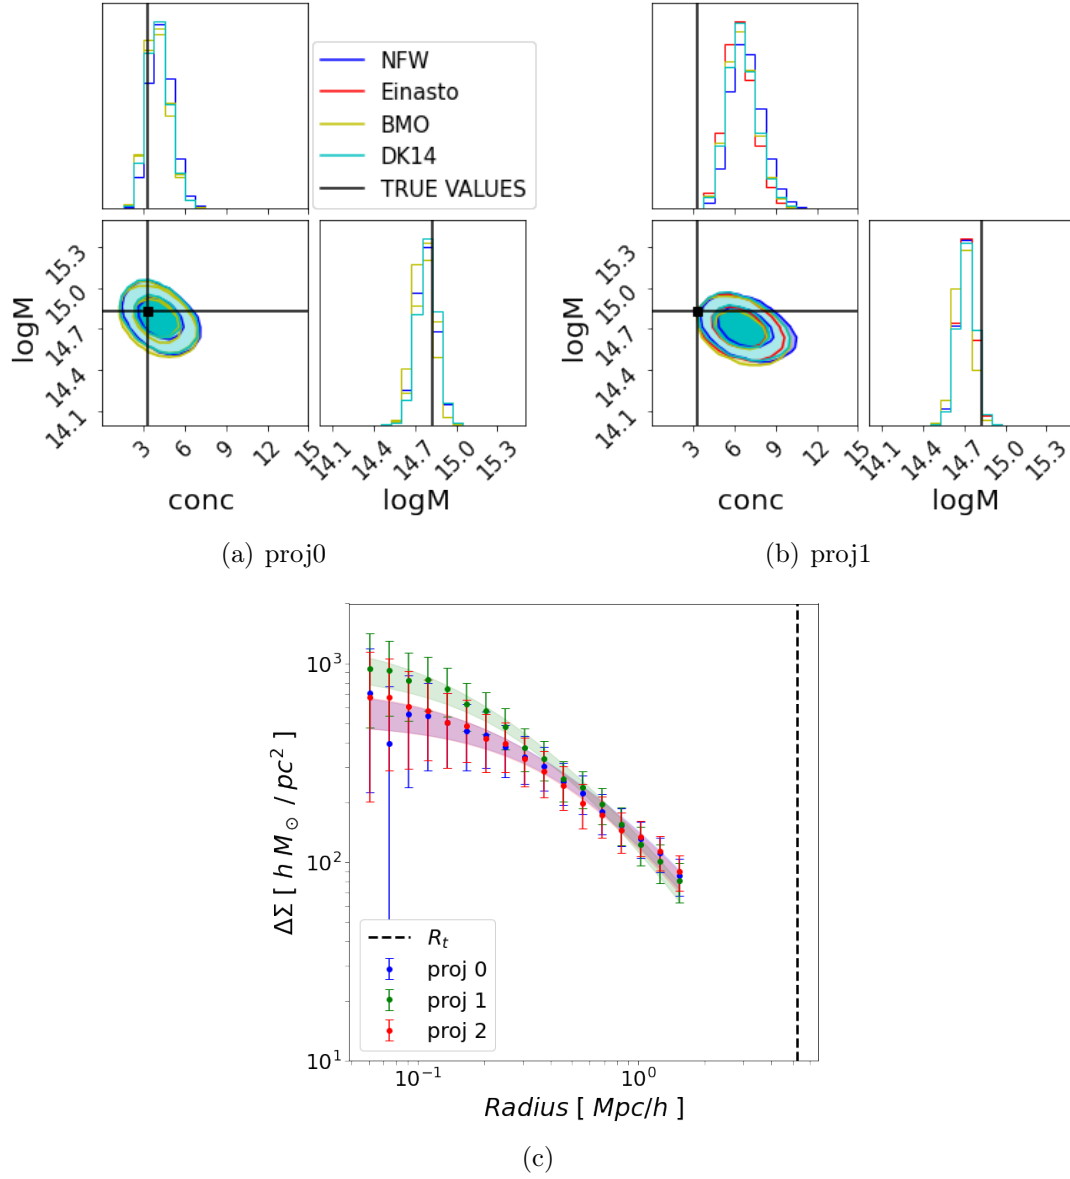 NFW
Einasto
BMO
DK14
TRUE VALUES
logM
15.3
15.0
14.7
14.4
14.1
3 6 9 12 15
conc
14.1 14.4 14.7 15.0 15.3
logM
(a) proj0
logM
15.3
15.0
14.7
14.4
14.1
3 6 9 12 15
conc
14.1 14.4 14.7 15.0 15.3
logM
(b) proj1
ΔΣ [ h M⊙ / pc² ]
10³
10²
10¹
R_t
proj 0
proj 1
proj 2
10⁻¹ 10⁰
Radius [ Mpc/h ]
(c)